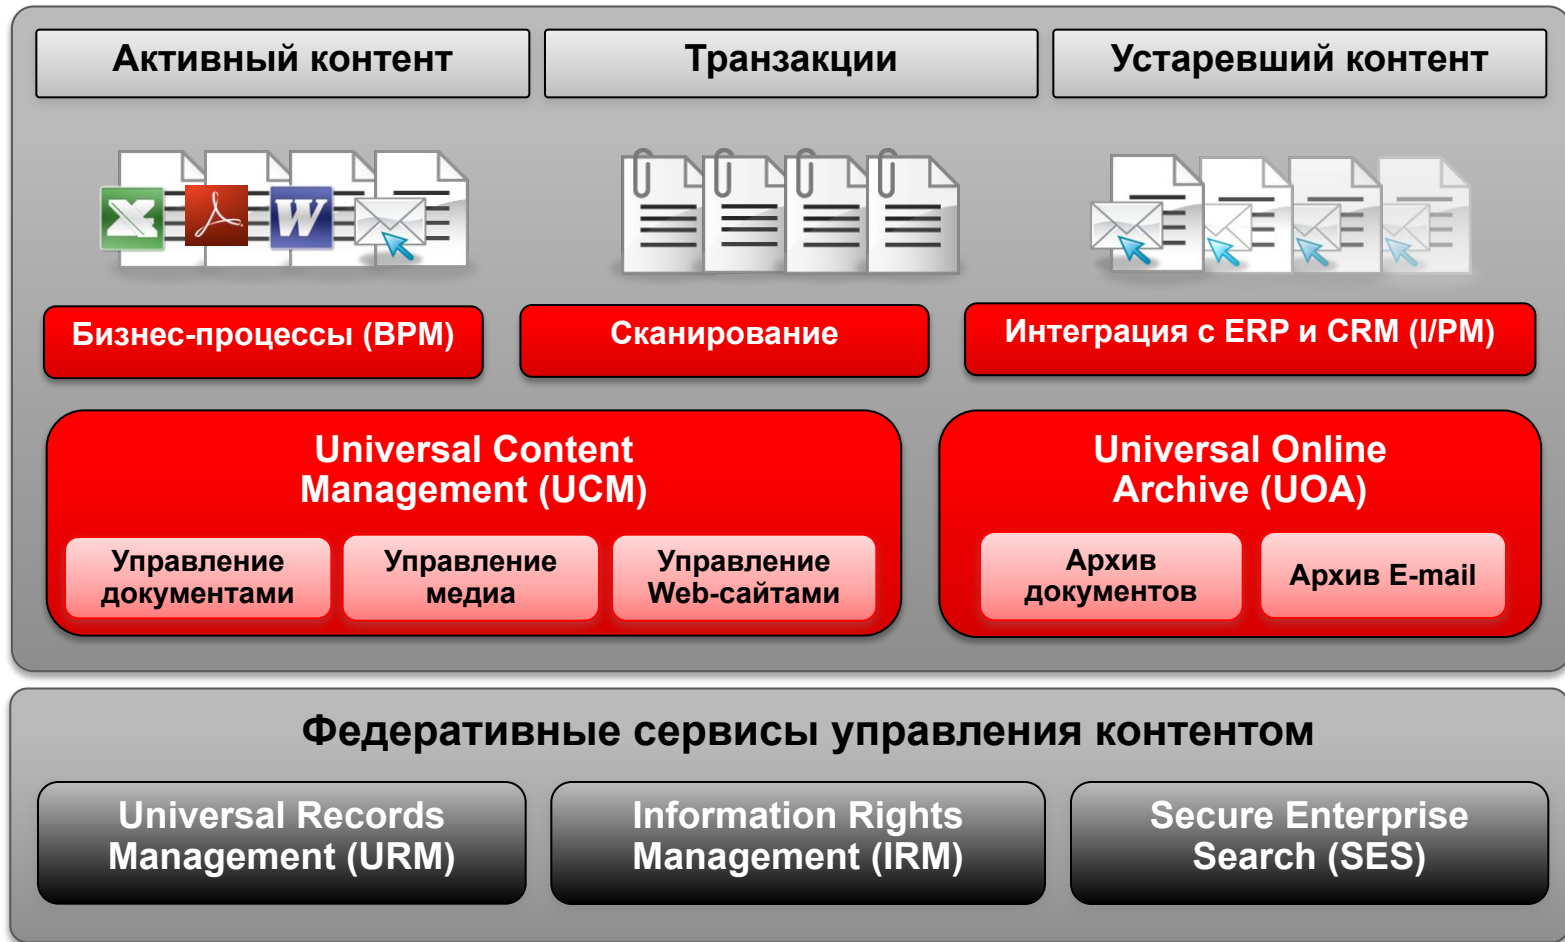 Активный контент
Транзакции
Устаревший контент
W
Бизнес-процессы (BPM)
Сканирование
Интеграция с ERP и CRM (I/PM)
Universal Content
Management (UCM)
Управление
документами
Управление
медиа
Управление
Web-сайтами
Universal Online
Archive (UOA)
Архив
документов
Архив E-mail
Федеративные сервисы управления контентом
Universal Records
Management (URM)
Information Rights
Management (IRM)
Secure Enterprise
Search (SES)